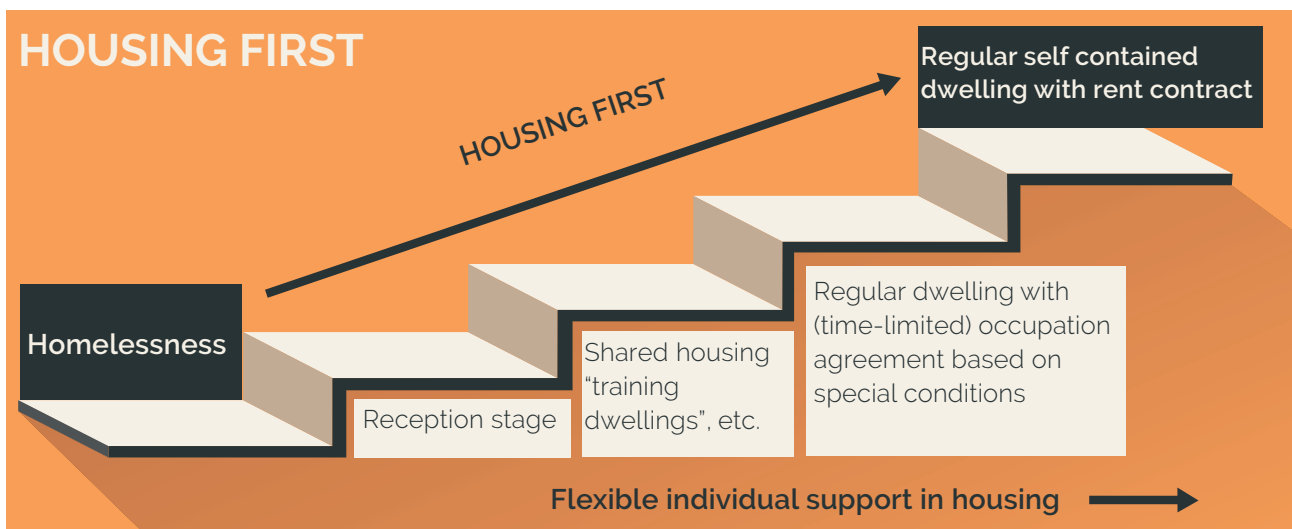 HOUSING FIRST
HOUSING FIRST
Regular self contained
dwelling with rent contract
Homelessness
Reception stage
Shared housing
“training
dwellings”, etc.
Regular dwelling with
(time-limited) occupation
agreement based on
special conditions
Flexible individual support in housing